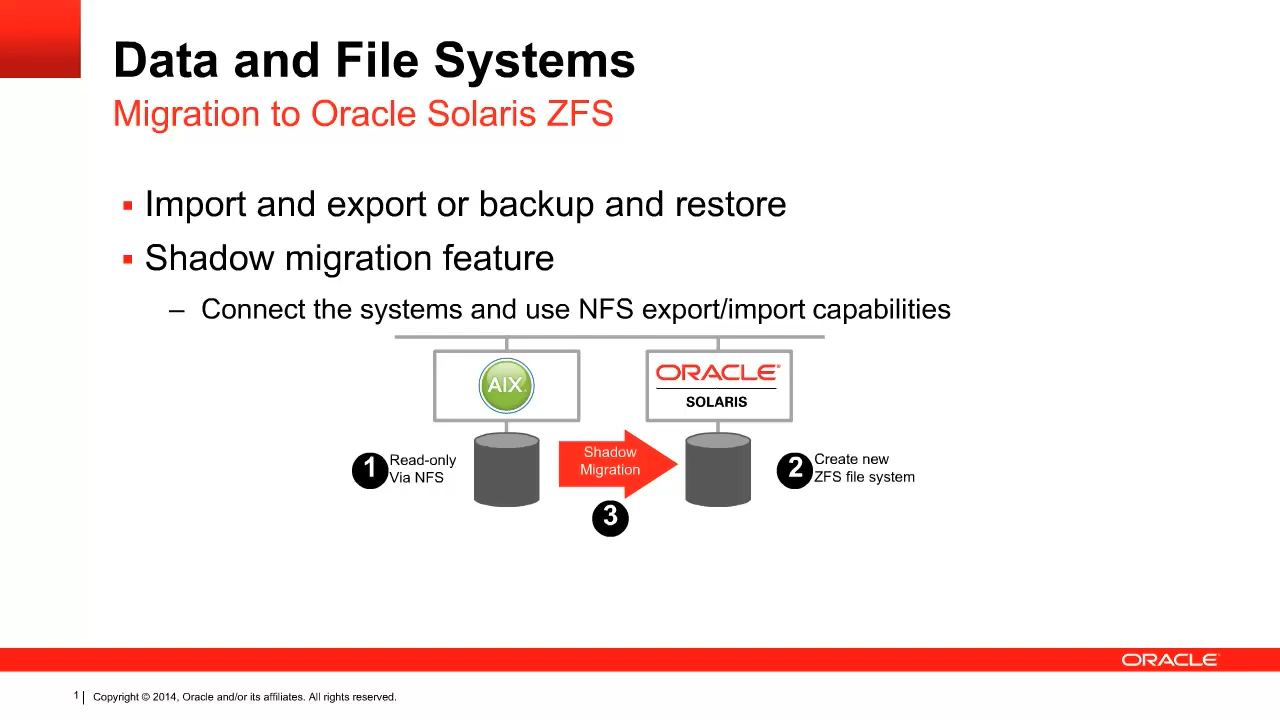 Data and File Systems
Migration to Oracle Solaris ZFS
▪ Import and export or backup and restore
▪ Shadow migration feature
– Connect the systems and use NFS export/import capabilities
AIX
ORACLE®
SOLARIS
1
Read-only
Via NFS
Shadow
Migration
2
Create new
ZFS file system
3
ORACLE®
1
Copyright © 2014, Oracle and/or its affiliates. All rights reserved.